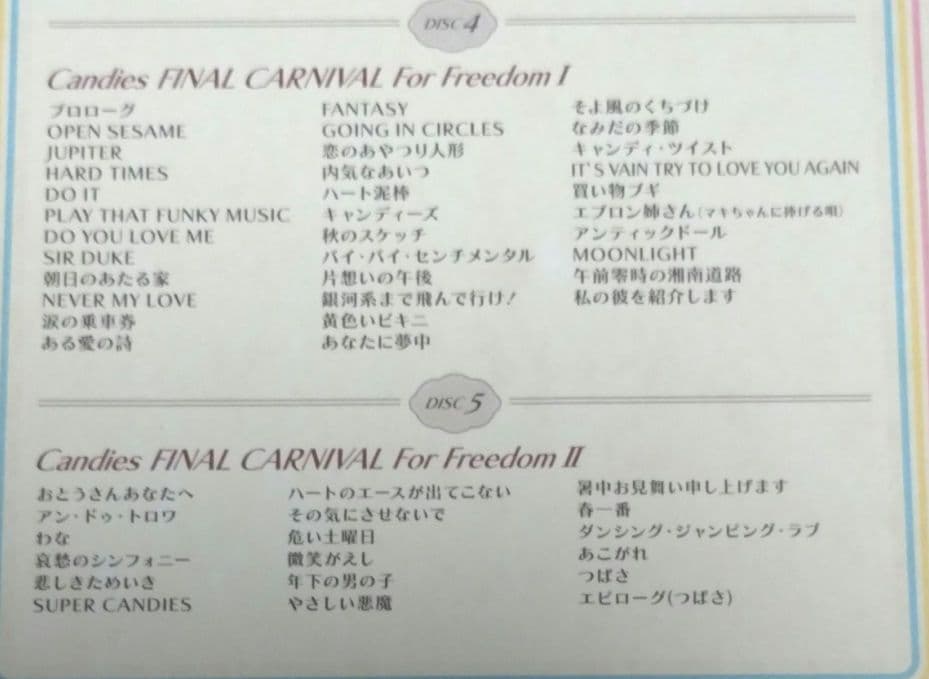 DISC 4
Candies FINAL CARNIVAL For Freedom I
プロローグ
OPEN SESAME
JUPITER
HARD TIMES
DO IT
PLAY THAT FUNKY MUSIC
DO YOU LOVE ME
SIR DUKE
朝日のあたる家
NEVER MY LOVE
涙の乗車券
ある愛の詩
FANTASY
GOING IN CIRCLES
恋のあやつり人形
内気なあいつ
ハート泥棒
キャンディーズ
秋のスケッチ
バイ・バイ・センチメンタル
片想いの午後
銀河系まで飛んで行け!
黄色いビキニ
あなたに夢中
そよ風のくちづけ
なみだの季節
キャンディ・ツイスト
IT'S VAIN TRY TO LOVE YOU AGAIN
買い物ブギ
エプロン姉さん(マキちゃんに捧げる唄)
アンティックドール
MOONLIGHT
午前零時の湘南道路
私の彼を紹介します
DISC 5
Candies FINAL CARNIVAL For Freedom II
おとうさんあなたへ
アン・ドゥ・トロワ
わな
哀愁のシンフォニー
悲しきためいき
SUPER CANDIES
ハートのエースが出てこない
その気にさせないで
危い土曜日
微笑がえし
年下の男の子
やさしい悪魔
暑中お見舞い申し上げます
春一番
ダンシング・ジャンピング・ラブ
あこがれ
つばさ
エピローグ(つばさ)